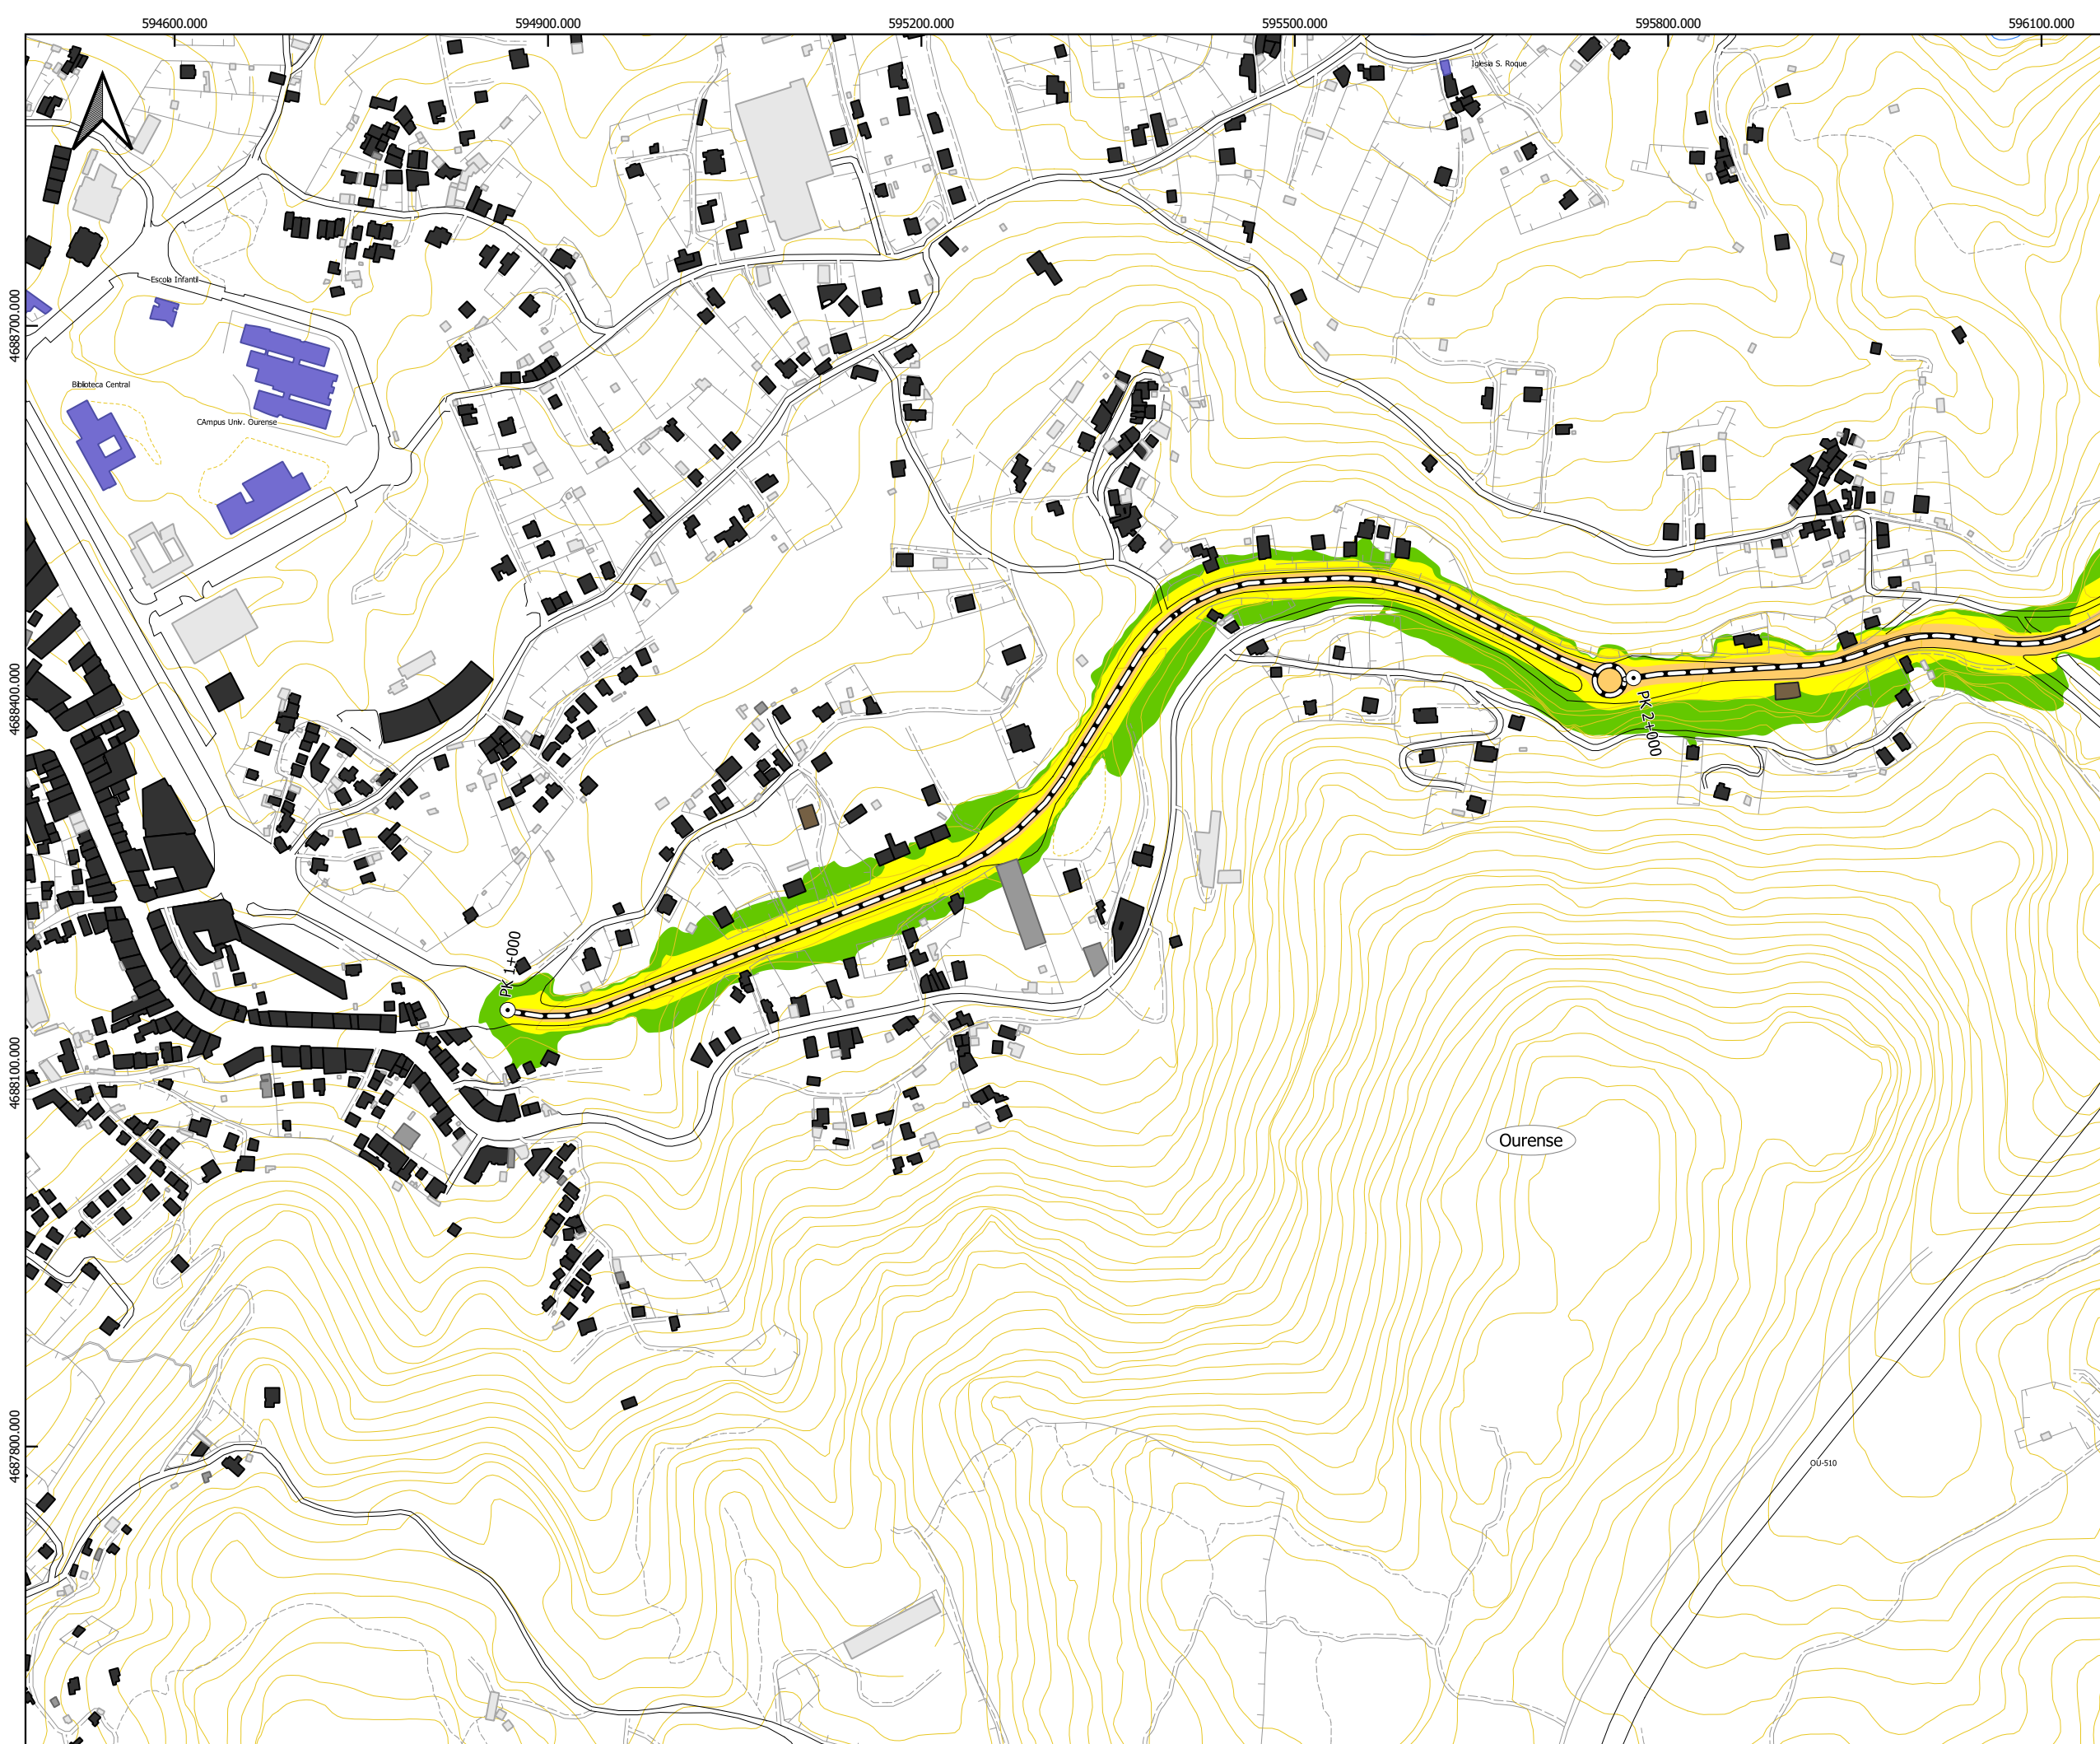 594600.000
594900.000
595200.000
595500.000
595800.000
596100.000
Iglesia S. Roque
Escola Infantil
4688700.000
Biblioteca Central
CAmpus Univ. Ourense
4688400.000
PK 2+000
PK 1+000
4688100.000
Ourense
4687800.000
OU-510